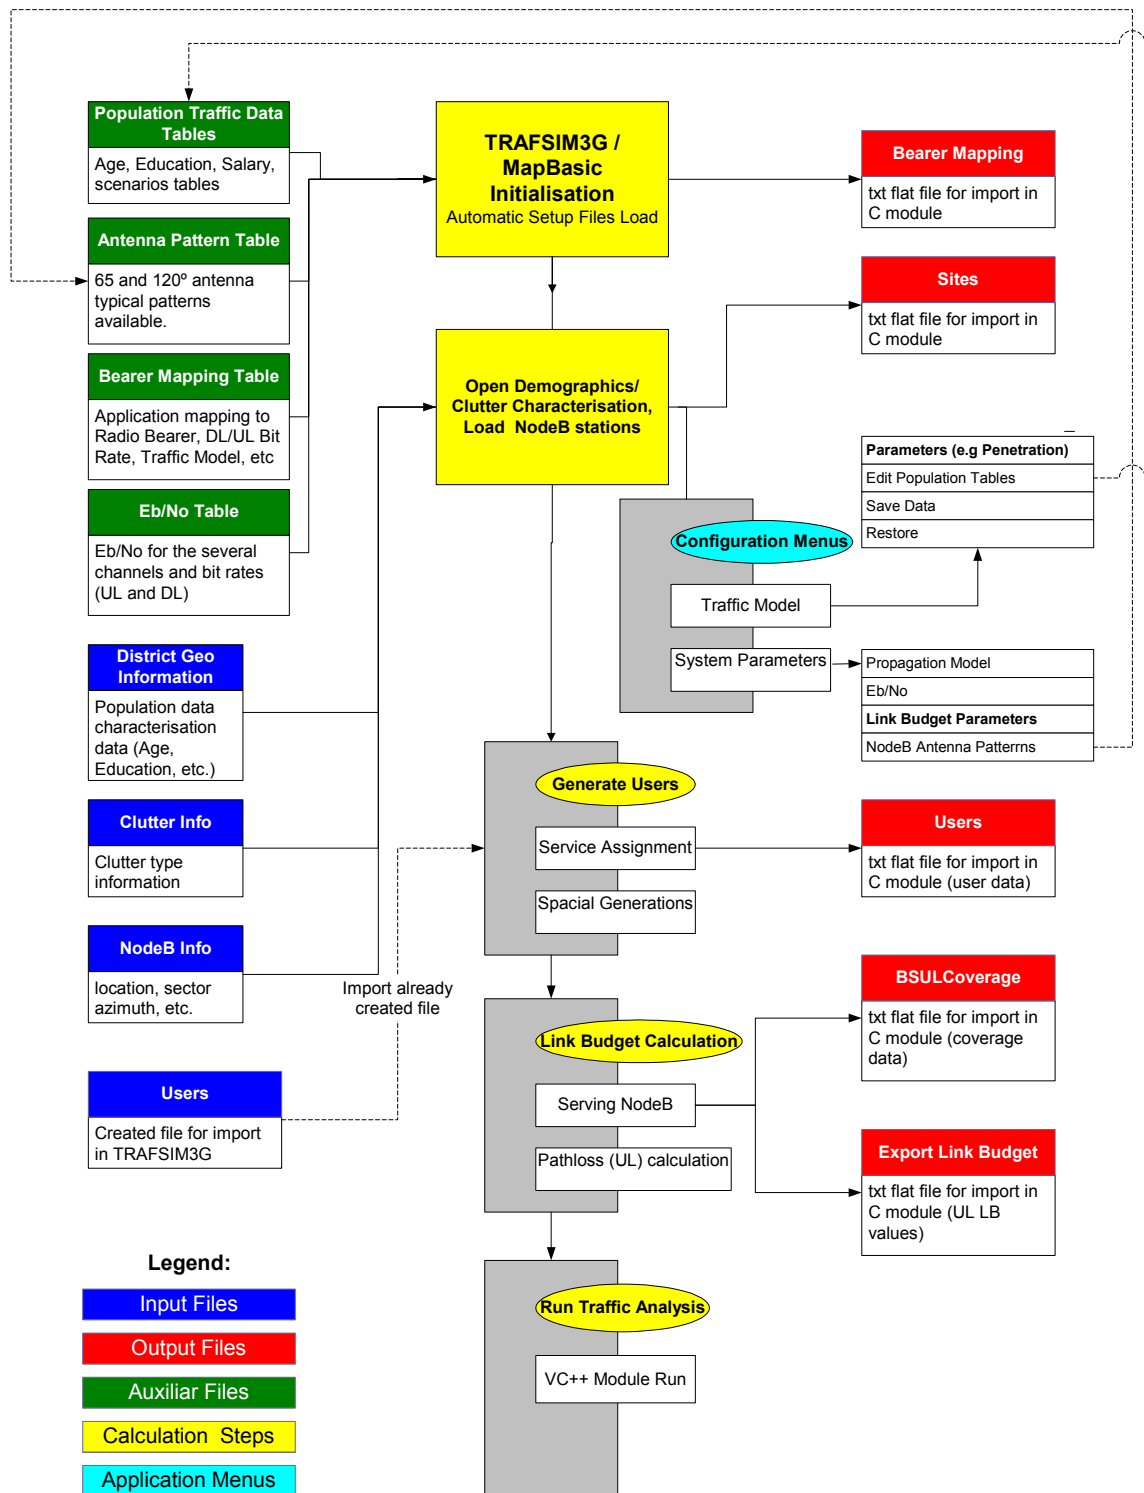 Population Traffic Data
Tables
Age, Education, Salary,
scenarios tables
Antenna Pattern Table
65 and 120º antenna
typical patterns
available.
Bearer Mapping Table
Application mapping to
Radio Bearer, DL/UL Bit
Rate, Traffic Model, etc
Eb/No Table
Eb/No for the several
channels and bit rates
(UL and DL)
District Geo
Information
Population data
characterisation
data (Age,
Education, etc.)
Clutter Info
Clutter type
information
NodeB Info
location, sector
azimuth, etc.
Users
Created file for import
in TRAFSIM3G
Import already
created file
TRAFSIM3G /
MapBasic
Initialisation
Automatic Setup Files Load
Open Demographics/
Clutter Characterisation,
Load NodeB stations
Configuration Menus
Traffic Model
System Parameters
Generate Users
Service Assignment
Spacial Generations
Link Budget Calculation
Serving NodeB
Pathloss (UL) calculation
Run Traffic Analysis
VC++ Module Run
Bearer Mapping
txt flat file for import in
C module
Sites
txt flat file for import in
C module
Parameters (e.g Penetration)
Edit Population Tables
Save Data
Restore
Propagation Model
Eb/No
Link Budget Parameters
NodeB Antenna Patterrns
Users
txt flat file for import in
C module (user data)
BSULCoverage
txt flat file for import in
C module (coverage
data)
Export Link Budget
txt flat file for import in
C module (UL LB
values)
Legend:
Input Files
Output Files
Auxiliar Files
Calculation Steps
Application Menus